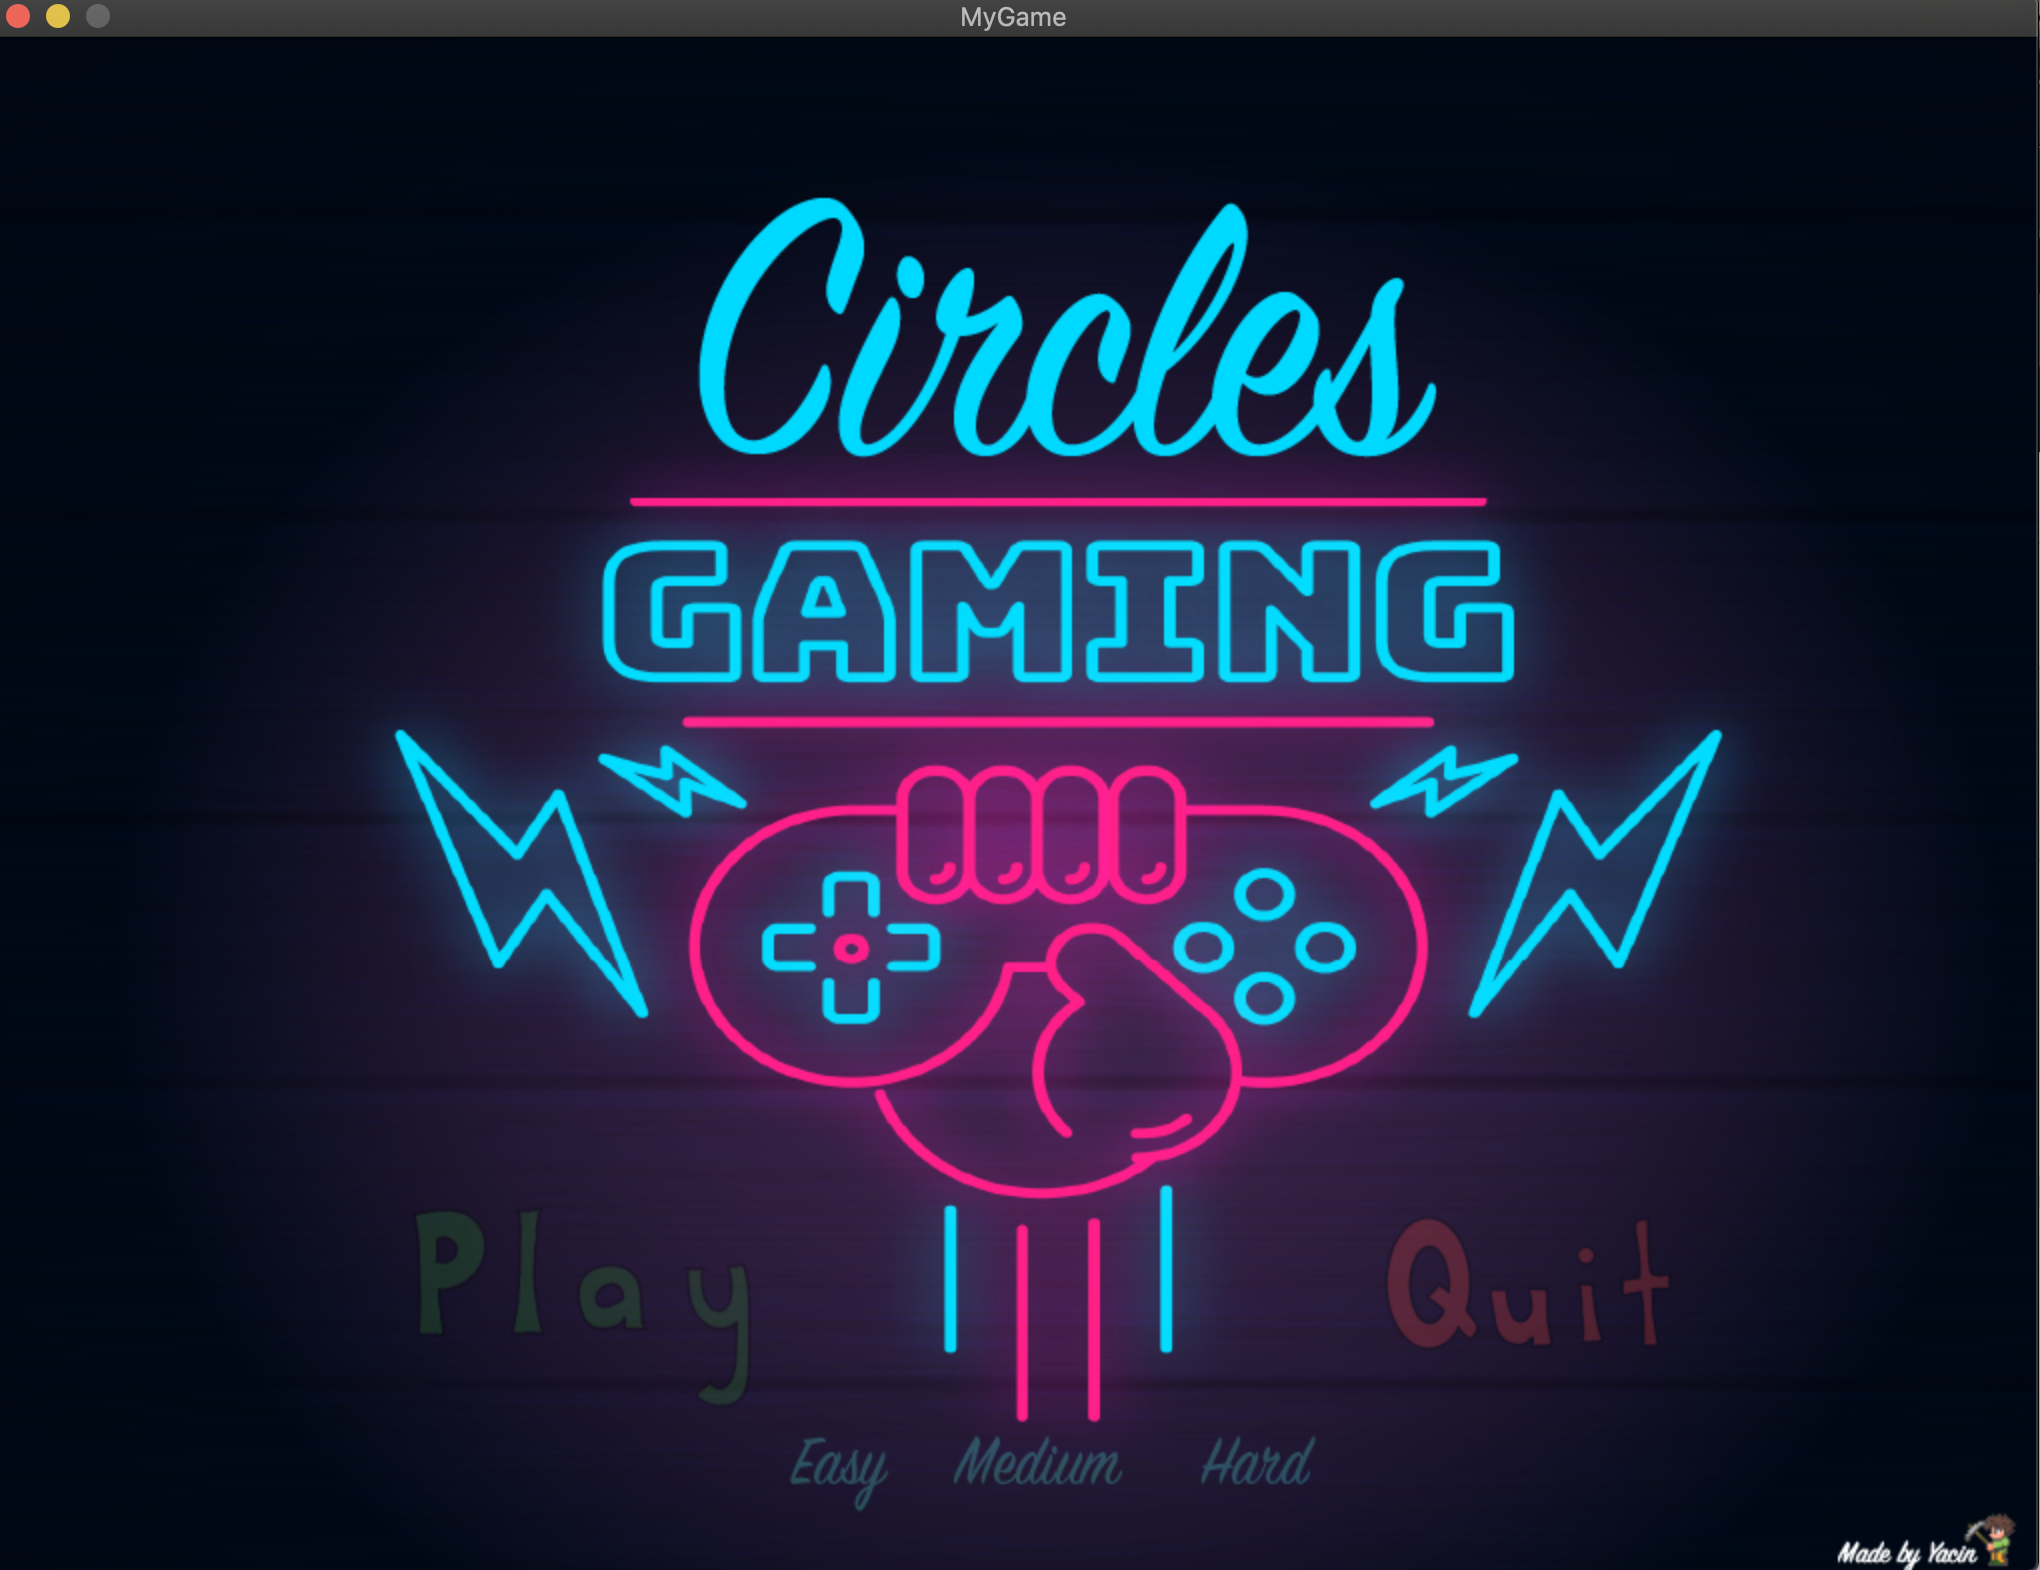 MyGame
Circles
GAMING
Play
Quit
Easy Medium Hard
Made by Yacin